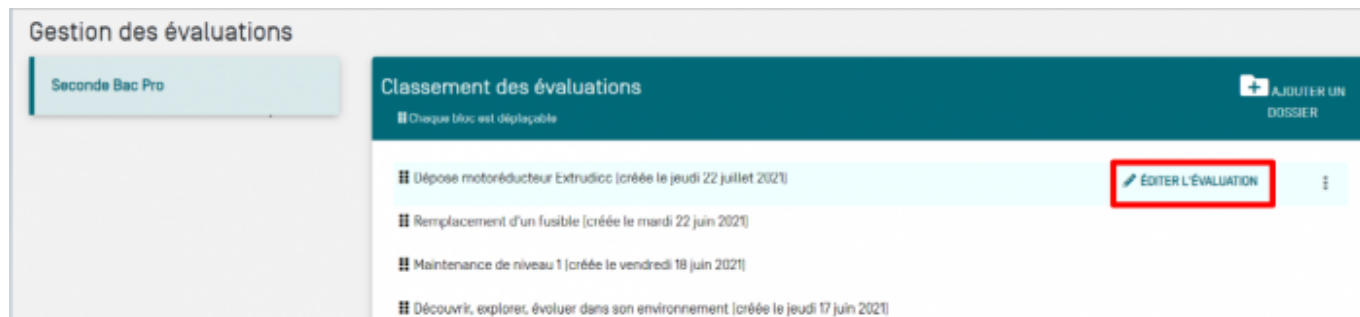 Gestion des évaluations
Seconde Bac Pro
Classement des évaluations
Chaque bloc est déplaçable
AJOUTER UN
DOSSIER
Dépose motoréducteur Extrudicc (créée le jeudi 22 juillet 2021)
ÉDITER L'ÉVALUATION
Remplacement d'un fusible (créée le mardi 22 juin 2021)
Maintenance de niveau 1 (créée le vendredi 18 juin 2021)
Découvrir, explorer, évoluer dans son environnement (créée le jeudi 17 juin 2021)